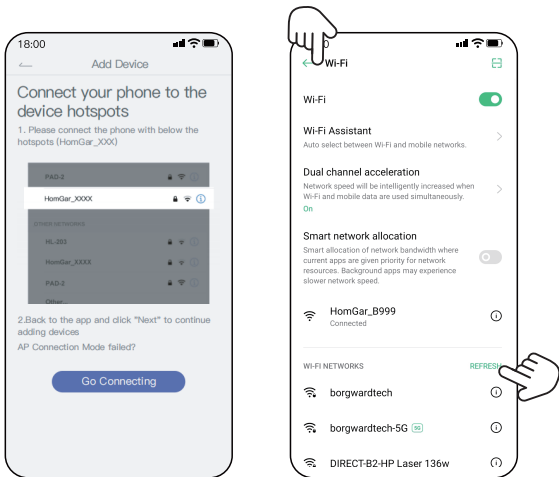 18:00
Add Device
Connect your phone to the
device hotspots
1. Please connect the phone with below the
hotspots (HomGar_XXX)
PAD-2
HomGar_XXXX
OTHER NETWORKS
HL-203
HomGar_XXXX
PAD-2
Other...
2.Back to the app and click "Next" to continue
adding devices
AP Connection Mode failed?
Go Connecting
0
Wi-Fi
Wi-Fi
Wi-Fi Assistant
Auto select between Wi-Fi and mobile networks.
Dual channel acceleration
Network speed will be intelligently increased when
Wi-Fi and mobile data are used simultaneously.
On
Smart network allocation
Smart allocation of network bandwidth where
current apps are given priority for network
resources. Background apps may experience
slower network speed.
HomGar_B999
Connected
WI-FI NETWORKS
REFRESH
borgwardtech
borgwardtech-5G 5G
DIRECT-B2-HP Laser 136w